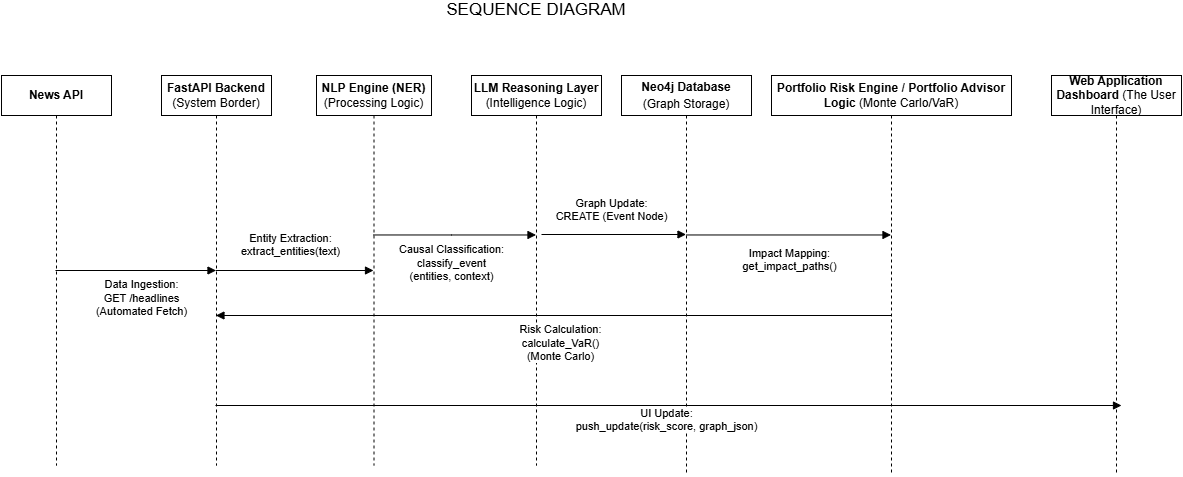 SEQUENCE DIAGRAM
News API
FastAPI Backend
(System Border)
NLP Engine (NER)
(Processing Logic)
LLM Reasoning Layer
(Intelligence Logic)
Neo4j Database
(Graph Storage)
Portfolio Risk Engine / Portfolio Advisor
Logic (Monte Carlo/VaR)
Web Application
Dashboard (The User
Interface)
Graph Update:
CREATE (Event Node)
Entity Extraction:
extract_entities(text)
Causal Classification:
classify_event
(entities, context)
Impact Mapping:
get_impact_paths()
Data Ingestion:
GET /headlines
(Automated Fetch)
Risk Calculation:
calculate_VaR()
(Monte Carlo)
UI Update:
push_update(risk_score, graph_json)